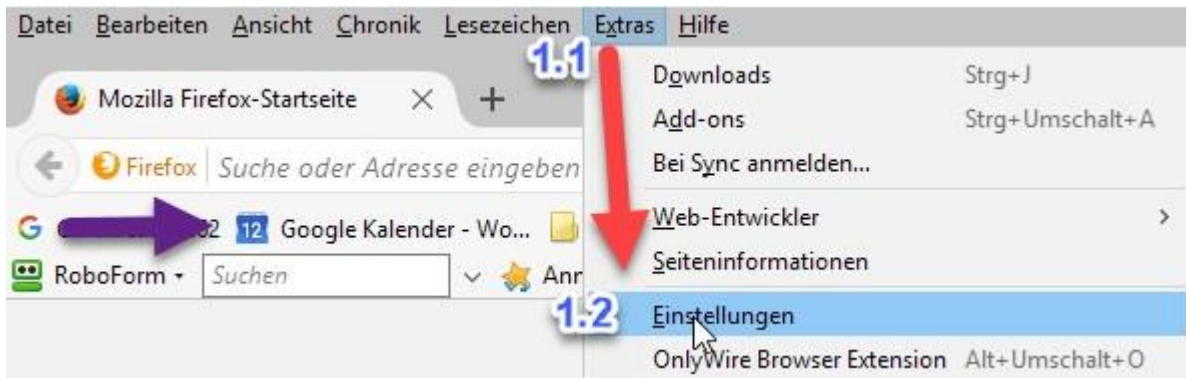 Datei Bearbeiten Ansicht Chronik Lesezeichen Extras Hilfe
1.1
Downloads Strg+J
Mozilla Firefox-Startseite
Add-ons Strg+Umschalt+A
Firefox Suche oder Adresse eingeben
Bei Sync anmelden...
Web-Entwickler
G 2 12 Google Kalender - Wo...
Seiteninformationen
RoboForm Suchen
1.2
Einstellungen
OnlyWire Browser Extension Alt+Umschalt+O